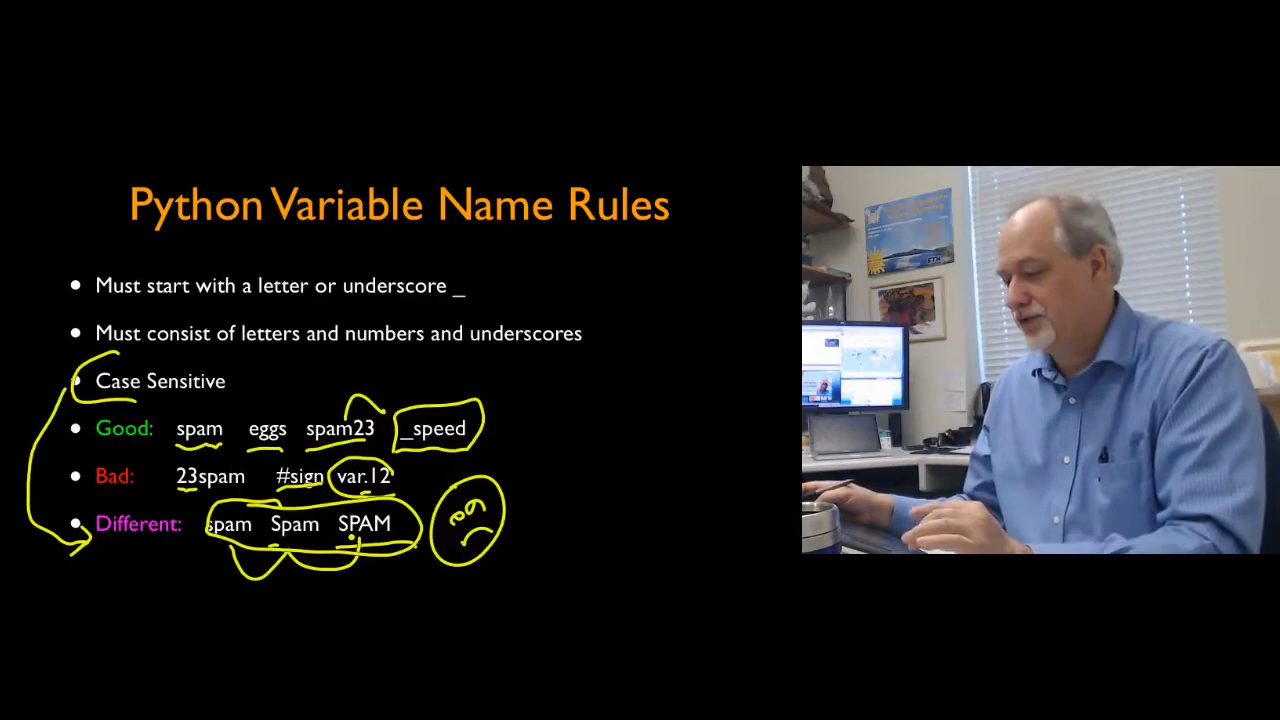 Python Variable Name Rules
• Must start with a letter or underscore _
• Must consist of letters and numbers and underscores
• Case Sensitive
• Good: spam eggs spam23 _speed
• Bad: 23spam #sign var.12
• Different: spam Spam SPAM